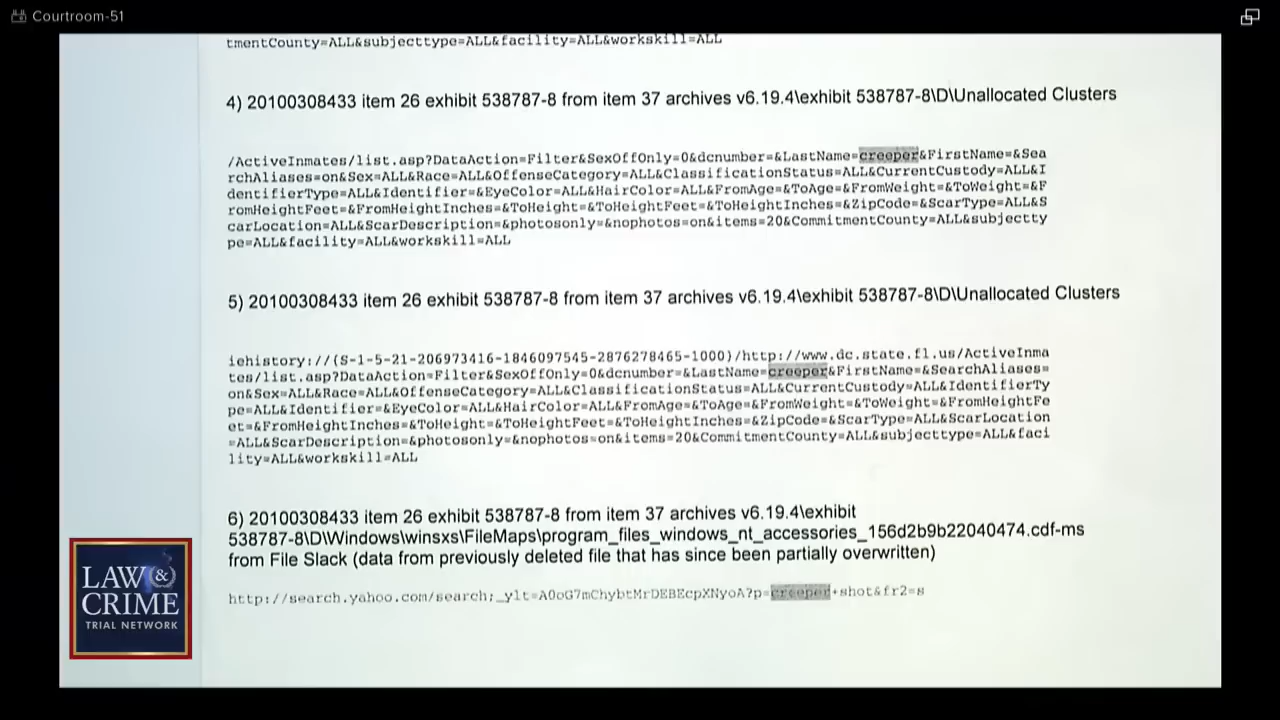 Courtroom-51
tmentCounty=ALL&subjecttype=ALL&facility=ALL&workskill=ALL
4) 20100308433 item 26 exhibit 538787-8 from item 37 archives v6.19.4\exhibit 538787-8\D\Unallocated Clusters
/ActiveInmates/list.asp?DataAction=Filter&SexOffOnly=0&dcnumber=&LastName=creeper&FirstName=&Sea
rchAliases=on&Sex=ALL&Race=ALL&OffenseCategory=ALL&ClassificationStatus=ALL&CurrentCustody=ALL&I
dentifierType=ALL&Identifier=&EyeColor=ALL&HairColor=ALL&FromAge=&ToAge=&FromWeight=&ToWeight=&F
romHeightFeet=&FromHeightInches=&ToHeight=&ToHeightFeet=&ToHeightInches=&ZipCode=&ScarType=ALL&S
carLocation=ALL&ScarDescription=&photosonly=&nophotos=on&items=20&CommitmentCounty=ALL&subjectty
pe=ALL&facility=ALL&workskill=ALL
5) 20100308433 item 26 exhibit 538787-8 from item 37 archives v6.19.4\exhibit 538787-8\D\Unallocated Clusters
iehistory://{S-1-5-21-206973416-1846097545-2876278465-1000}/http://www.dc.state.fl.us/ActiveInma
tes/list.asp?DataAction=Filter&SexOffOnly=0&dcnumber=&LastName=creeper&FirstName=&SearchAliases=
on&Sex=ALL&Race=ALL&OffenseCategory=ALL&ClassificationStatus=ALL&CurrentCustody=ALL&IdentifierTy
pe=ALL&Identifier=&EyeColor=ALL&HairColor=ALL&FromAge=&ToAge=&FromWeight=&ToWeight=&FromHeightFe
et=&FromHeightInches=&ToHeight=&ToHeightFeet=&ToHeightInches=&ZipCode=&ScarType=ALL&ScarLocation
=ALL&ScarDescription=&photosonly=&nophotos=on&items=20&CommitmentCounty=ALL&subjecttype=ALL&faci
lity=ALL&workskill=ALL
6) 20100308433 item 26 exhibit 538787-8 from item 37 archives v6.19.4\exhibit
538787-8\D\Windows\winsxs\FileMaps\program_files_windows_nt_accessories_156d2b9b22040474.cdf-ms
from File Slack (data from previously deleted file that has since been partially overwritten)
http://search.yahoo.com/search;_ylt=A0oG7mChybtMrDEBEcpXNyoA?p=creeper+shot&fr2=s
LAW &
CRIME
TRIAL NETWORK